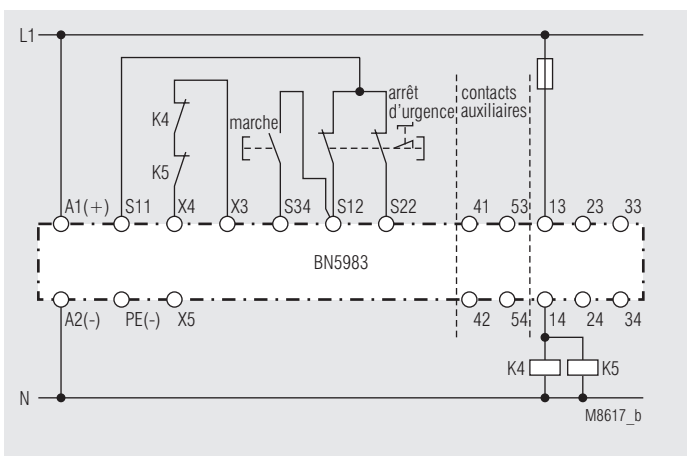 L1
arrêt
d'urgence
contacts
auxiliaires
K4
marche
K5
A1(+) S11 X4 X3 S34 S12 S22 41 53 13 23 33
BN5983
A2(-) PE(-) X5 42 54 14 24 34
K4 K5
N
M8617_b